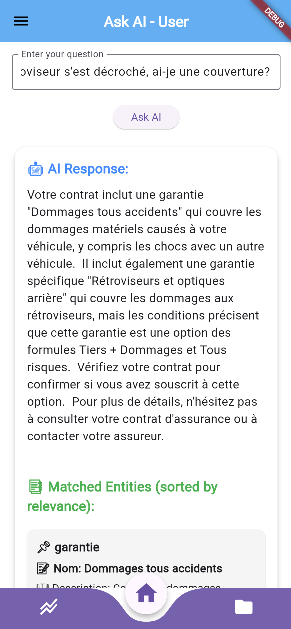 Ask AI - User
DEBUG
Enter your question
oviseur s'est décroché, ai-je une couverture?
Ask AI
AI Response:
Votre contrat inclut une garantie
"Dommages tous accidents" qui couvre les
dommages matériels causés à votre
véhicule, y compris les chocs avec un autre
véhicule. Il inclut également une garantie
spécifique "Rétroviseurs et optiques
arrière" qui couvre les dommages aux
rétroviseurs, mais les conditions précisent
que cette garantie est une option des
formules Tiers + Dommages et Tous
risques. Vérifiez votre contrat pour
confirmer si vous avez souscrit à cette
option. Pour plus de détails, n'hésitez pas
à consulter votre contrat d'assurance ou à
contacter votre assureur.
Matched Entities (sorted by
relevance):
garantie
Nom: Dommages tous accidents
Description: dommages